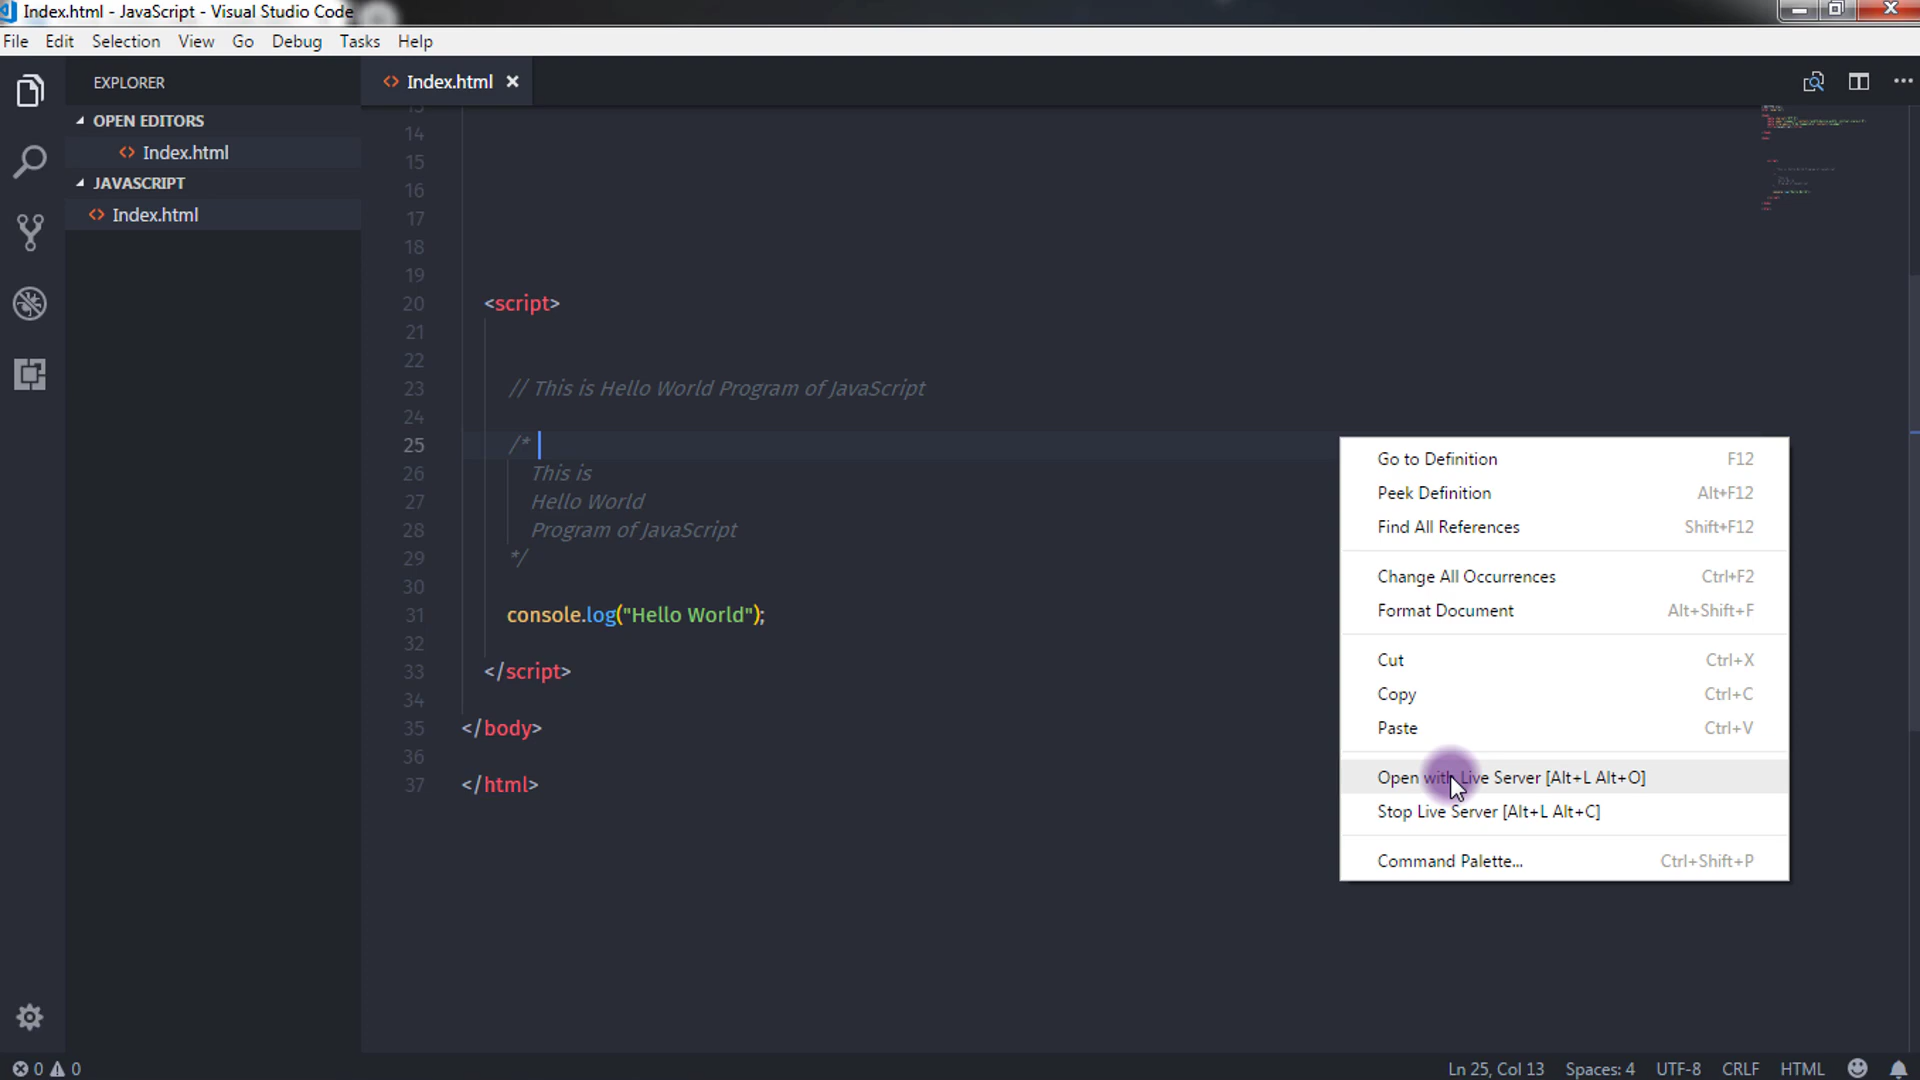 Index.html - JavaScript - Visual Studio Code
File Edit Selection View Go Debug Tasks Help
EXPLORER
OPEN EDITORS
<> Index.html
JAVASCRIPT
<> Index.html
<> Index.html ×
14
15
16
17
18
19
20 <script>
21
22
23 // This is Hello World Program of JavaScript
24
25 /*
26 This is
27 Hello World
28 Program of JavaScript
29 */
30
31 console.log("Hello World");
32
33 </script>
34
35 </body>
36
37 </html>
Go to Definition F12
Peek Definition Alt+F12
Find All References Shift+F12
Change All Occurrences Ctrl+F2
Format Document Alt+Shift+F
Cut Ctrl+X
Copy Ctrl+C
Paste Ctrl+V
Open with Live Server [Alt+L Alt+O]
Stop Live Server [Alt+L Alt+C]
Command Palette... Ctrl+Shift+P
0 0 Ln 25, Col 13 Spaces: 4 UTF-8 CRLF HTML